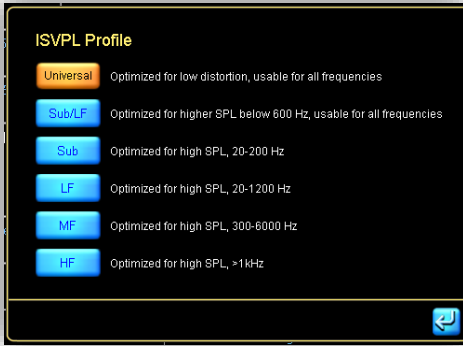 ISVPL Profile
Universal Optimized for low distortion, usable for all frequencies
Sub/LF Optimized for higher SPL below 600 Hz, usable for all frequencies
Sub Optimized for high SPL, 20-200 Hz
LF Optimized for high SPL, 20-1200 Hz
MF Optimized for high SPL, 300-6000 Hz
HF Optimized for high SPL, >1kHz